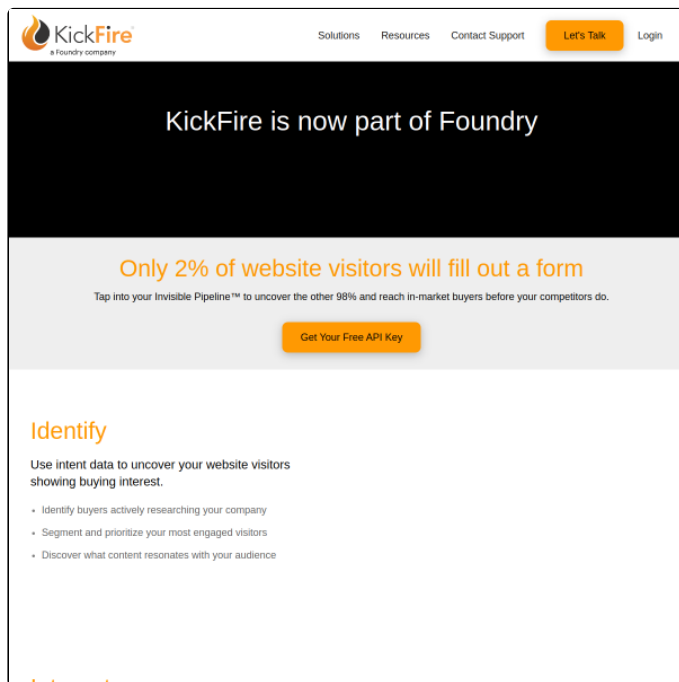 KickFire
a Foundry company
Solutions Resources Contact Support Let's Talk Login
KickFire is now part of Foundry
Only 2% of website visitors will fill out a form
Tap into your Invisible Pipeline™ to uncover the other 98% and reach in-market buyers before your competitors do.
Get Your Free API Key
Identify
Use intent data to uncover your website visitors
showing buying interest.
• Identify buyers actively researching your company
• Segment and prioritize your most engaged visitors
• Discover what content resonates with your audience